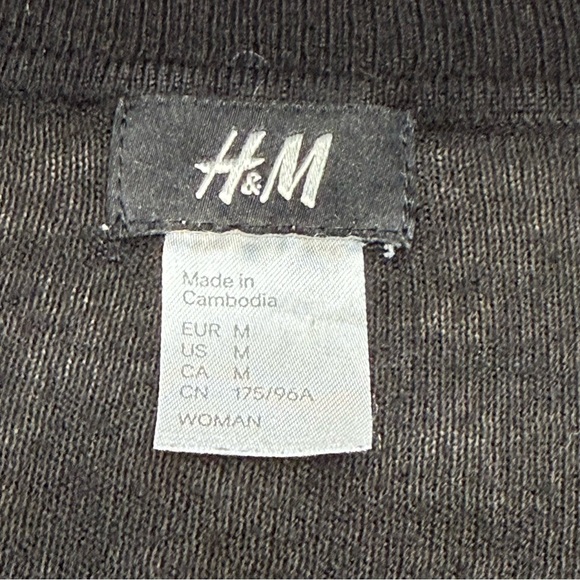 H&M
Made in
Cambodia
EUR M
US M
CA M
CN 175/96A
WOMAN